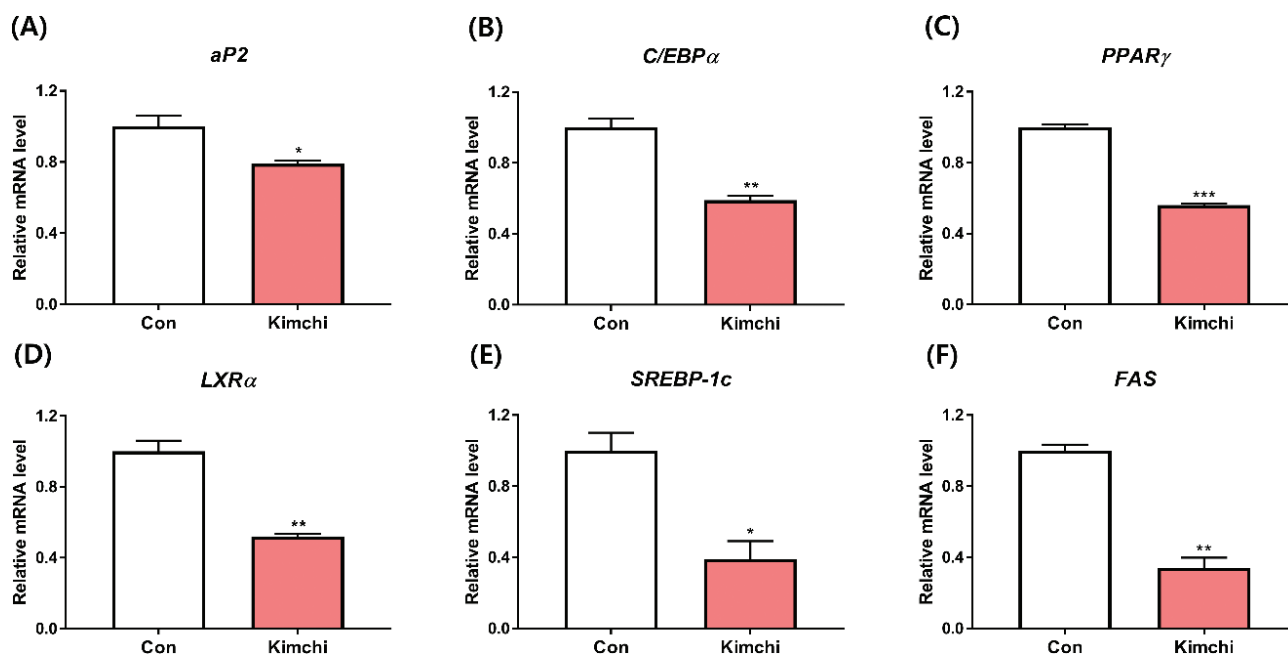 (A)
aP2
Relative mRNA level
1.2
0.8
0.4
0.0
*
Con Kimchi
(B)
C/EBPα
Relative mRNA level
1.2
0.8
0.4
0.0
**
Con Kimchi
(C)
PPARγ
Relative mRNA level
1.2
0.8
0.4
0.0
***
Con Kimchi
(D)
LXRα
Relative mRNA level
1.2
0.8
0.4
0.0
**
Con Kimchi
(E)
SREBP-1c
Relative mRNA level
1.2
0.8
0.4
0.0
*
Con Kimchi
(F)
FAS
Relative mRNA level
1.2
0.8
0.4
0.0
**
Con Kimchi